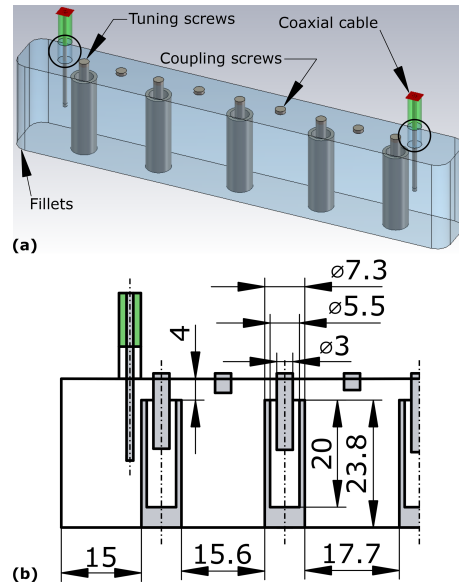 Tuning screws
Coaxial cable
Coupling screws
Fillets
(a)
⌀7.3
⌀5.5
⌀3
4
20
23.8
15
15.6
17.7
(b)